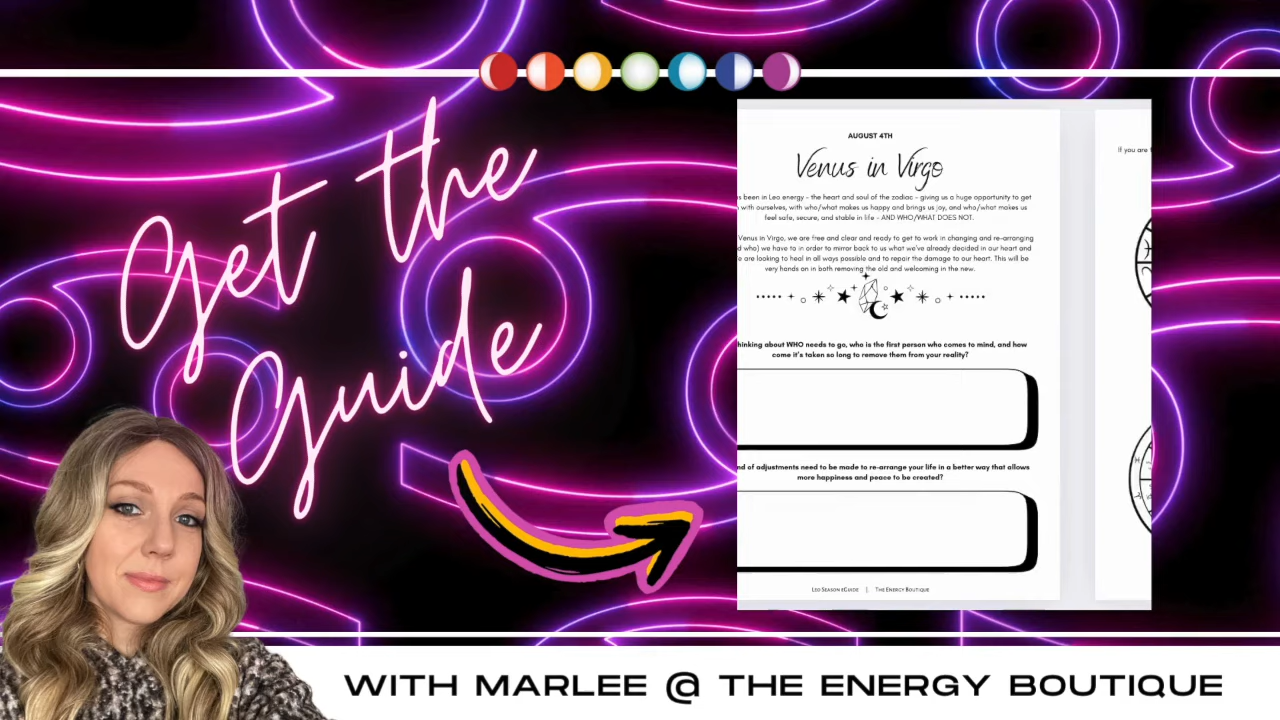 Get the
Guide
AUGUST 4TH
Venus in Virgo
been in Leo energy - the heart and soul of the zodiac - giving us a huge opportunity to get
with ourselves, with who/what makes us happy and brings us joy, and who/what makes us
feel safe, secure, and stable in life - AND WHO/WHAT DOES NOT.
Venus in Virgo, we are free and clear and ready to get to work in changing and re-arranging
who) we have to in order to mirror back to us what we've already decided in our heart and
are looking to heal in all ways possible and to repair the damage to our heart. This will be
very hands on in both removing the old and welcoming in the new.
thinking about WHO needs to go, who is the first person who comes to mind, and how
come it's taken so long to remove them from your reality?
of adjustments need to be made to re-arrange your life in a better way that allows
more happiness and peace to be created?
LEO SEASON EGUIDE | THE ENERGY BOUTIQUE
If you are
WITH MARLEE @ THE ENERGY BOUTIQUE